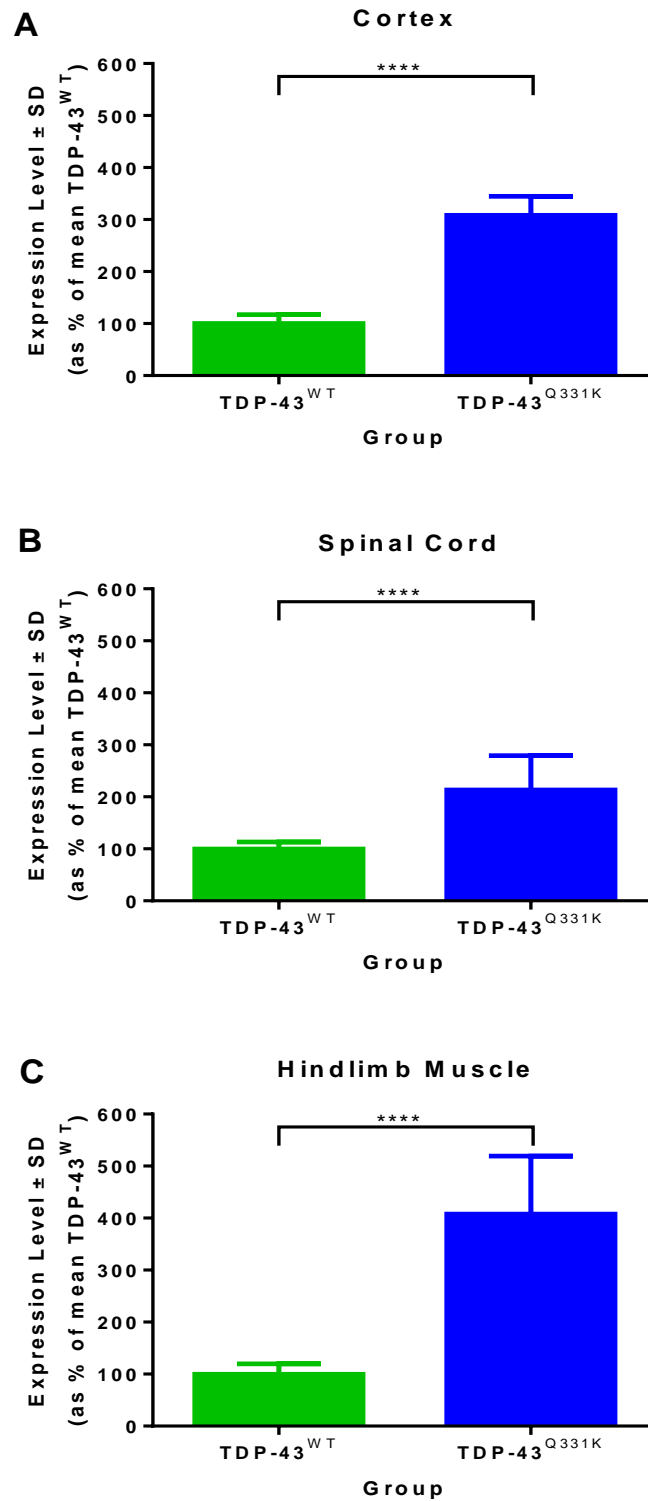 A
Cortex
Expression Level ± SD
(as % of mean TDP-43WT)
600
500
400
300
200
100
0
****
TDP-43WT
TDP-43Q331K
Group
B
Spinal Cord
Expression Level ± SD
(as % of mean TDP-43WT)
600
500
400
300
200
100
0
****
TDP-43WT
TDP-43Q331K
Group
C
Hindlimb Muscle
Expression Level ± SD
(as % of mean TDP-43WT)
600
500
400
300
200
100
0
****
TDP-43WT
TDP-43Q331K
Group